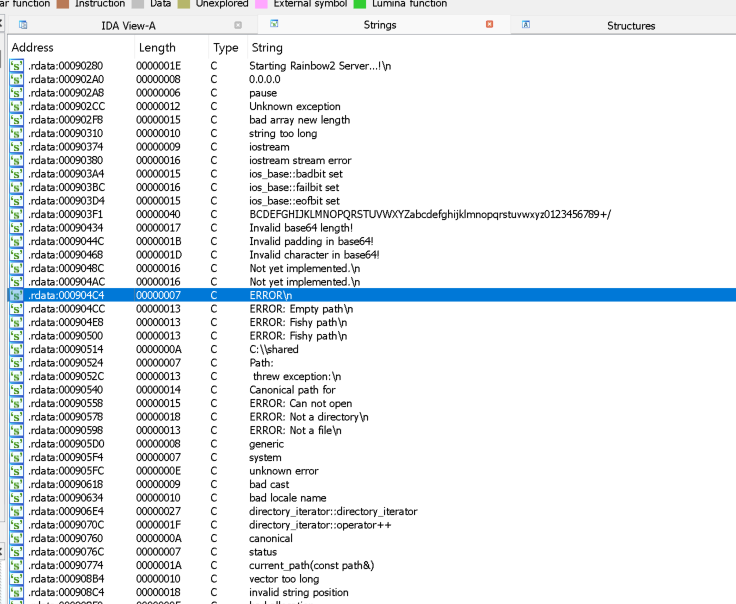 ar function Instruction Data Unexplored External symbol Lumina function
IDA View-A Strings Structures
Address Length Type String
's' .rdata:00090280 0000001E C Starting Rainbow2 Server...!\n
's' .rdata:000902A0 00000008 C 0.0.0.0
's' .rdata:000902A8 00000006 C pause
's' .rdata:000902CC 00000012 C Unknown exception
's' .rdata:000902F8 00000015 C bad array new length
's' .rdata:00090310 00000010 C string too long
's' .rdata:00090374 00000009 C iostream
's' .rdata:00090380 00000016 C iostream stream error
's' .rdata:000903A4 00000015 C ios_base::badbit set
's' .rdata:000903BC 00000016 C ios_base::failbit set
's' .rdata:000903D4 00000015 C ios_base::eofbit set
's' .rdata:000903F1 00000040 C BCDEFGHIJKLMNOPQRSTUVWXYZabcdefghijklmnopqrstuvwxyz0123456789+/
's' .rdata:00090434 00000017 C Invalid base64 length!
's' .rdata:0009044C 0000001B C Invalid padding in base64!
's' .rdata:00090468 0000001D C Invalid character in base64!
's' .rdata:0009048C 00000016 C Not yet implemented.\n
's' .rdata:000904AC 00000016 C Not yet implemented.\n
's' .rdata:000904C4 00000007 C ERROR\n
's' .rdata:000904CC 00000013 C ERROR: Empty path\n
's' .rdata:000904E8 00000013 C ERROR: Fishy path\n
's' .rdata:00090500 00000013 C ERROR: Fishy path\n
's' .rdata:00090514 0000000A C C:\\shared
's' .rdata:00090524 00000007 C Path:
's' .rdata:0009052C 00000013 C threw exception:\n
's' .rdata:00090540 00000014 C Canonical path for
's' .rdata:00090558 00000015 C ERROR: Can not open
's' .rdata:00090578 00000018 C ERROR: Not a directory\n
's' .rdata:00090598 00000013 C ERROR: Not a file\n
's' .rdata:000905D0 00000008 C generic
's' .rdata:000905F4 00000007 C system
's' .rdata:000905FC 0000000E C unknown error
's' .rdata:00090618 00000009 C bad cast
's' .rdata:00090634 00000010 C bad locale name
's' .rdata:000906E4 00000027 C directory_iterator::directory_iterator
's' .rdata:0009070C 0000001F C directory_iterator::operator++
's' .rdata:00090760 0000000A C canonical
's' .rdata:0009076C 00000007 C status
's' .rdata:00090774 0000001A C current_path(const path&)
's' .rdata:000908B4 00000010 C vector too long
's' .rdata:000908C4 00000018 C invalid string position